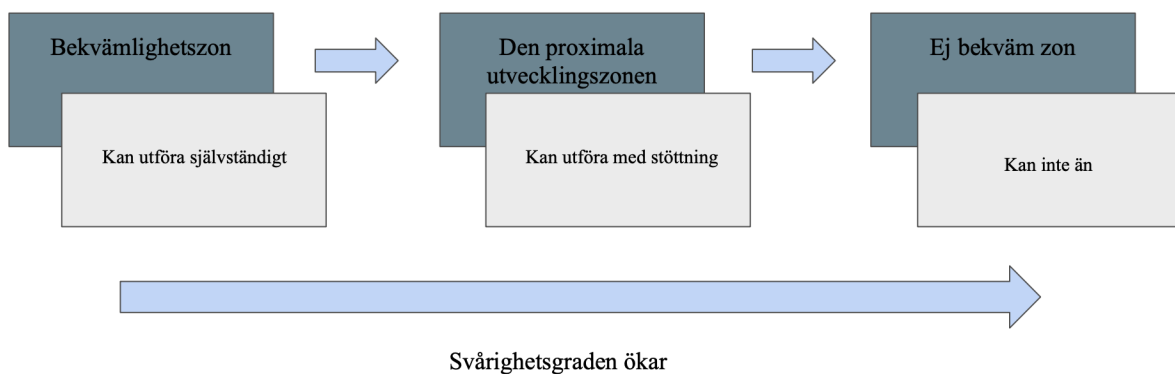 Bekvämlighetszon
Den proximala
utvecklingszonen
Ej bekväm zon
Kan utföra självständigt
Kan utföra med stöttning
Kan inte än
Svårighetsgraden ökar